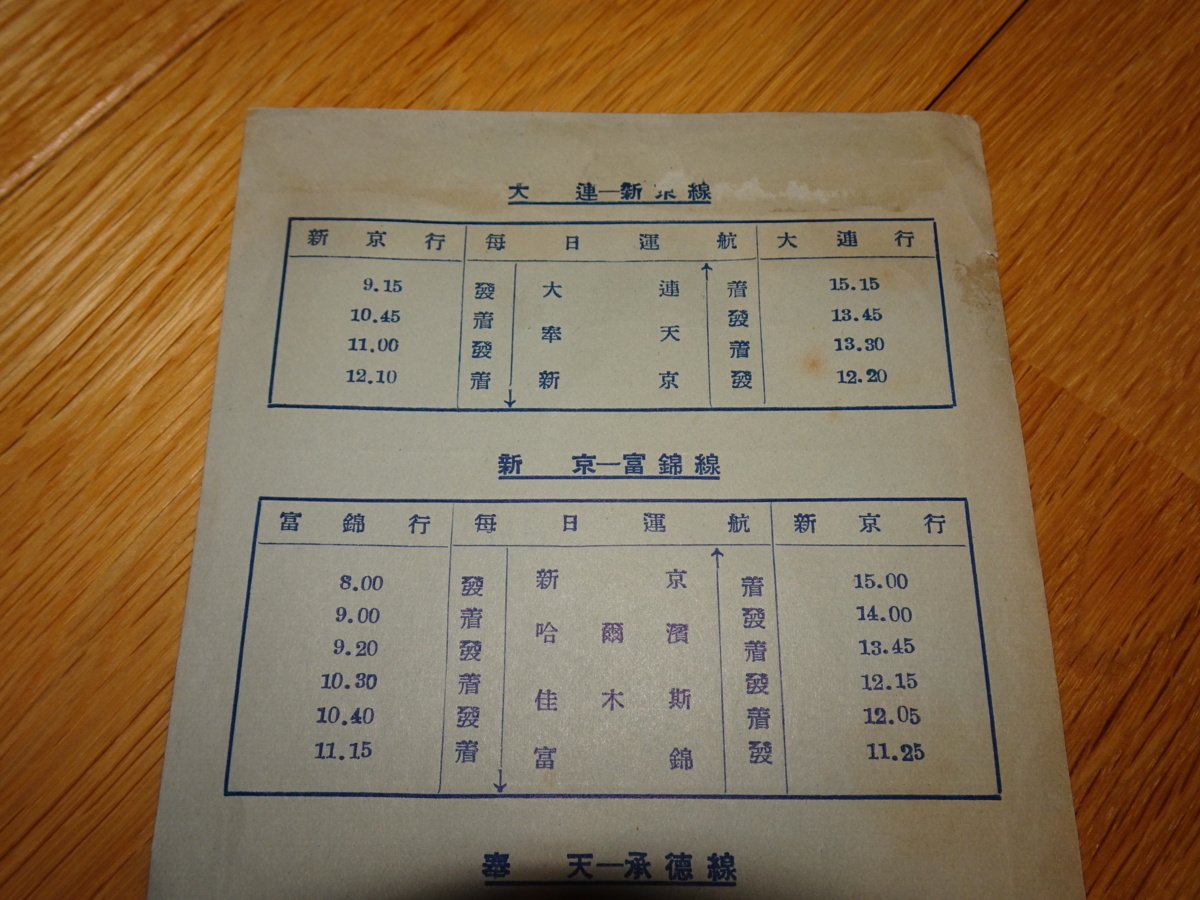 大連—新京線
新京行 每日運航 大連行
9.15 發 大連 着 15.15
10.45 着 奉天 發 13.45
11.00 發 着 13.30
12.10 着 新京 發 12.20
新京—富錦線
富錦行 每日運航 新京行
8.00 發 新京 着 15.00
9.00 着 哈爾濱 發 14.00
9.20 發 着 13.45
10.30 着 佳木斯 發 12.15
10.40 發 着 12.05
11.15 着 富錦 發 11.25
奉天—承德線